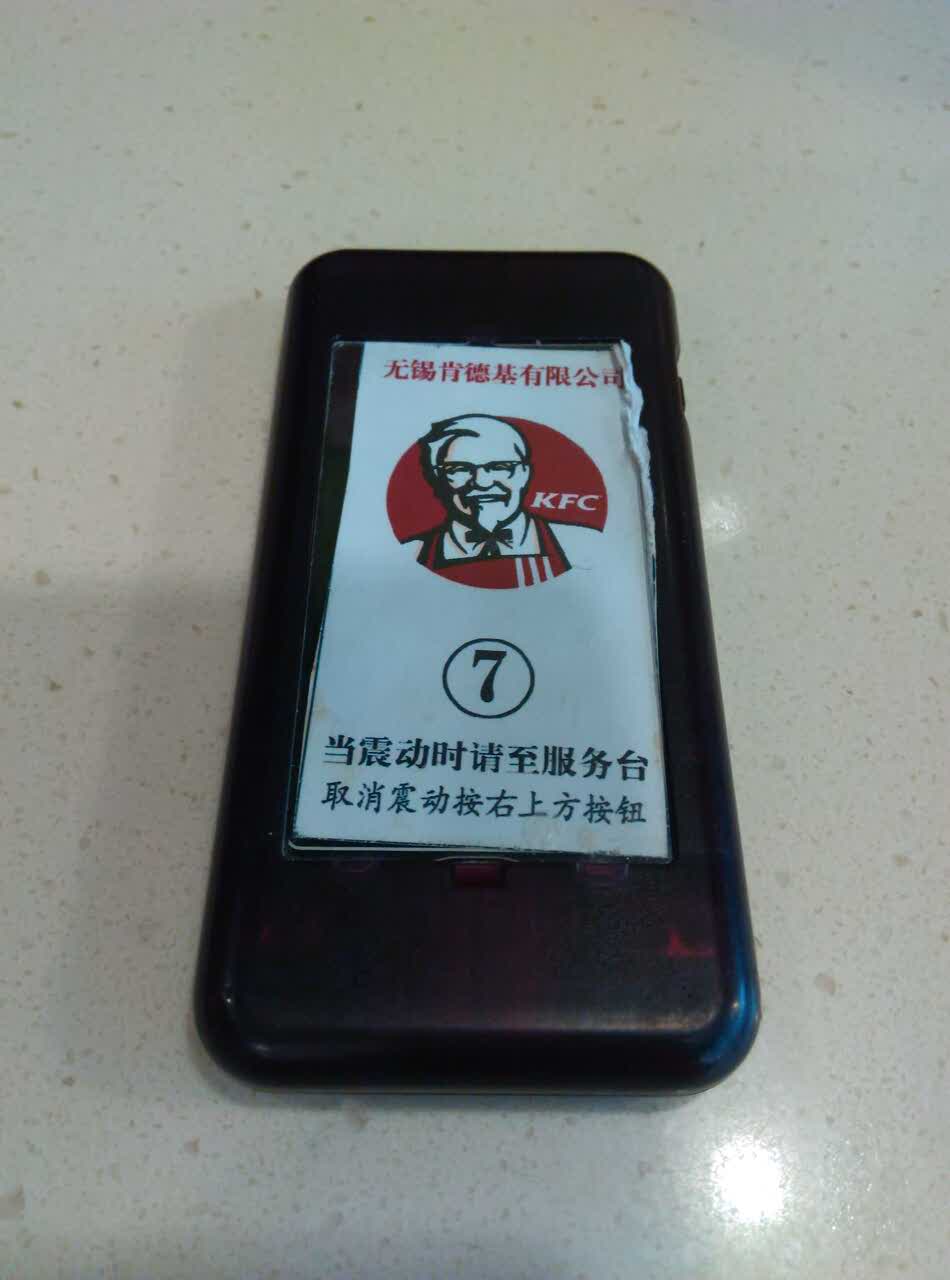 无锡肯德基有限公司
KFC
7
当震动时请至服务台
取消震动按右上方按钮